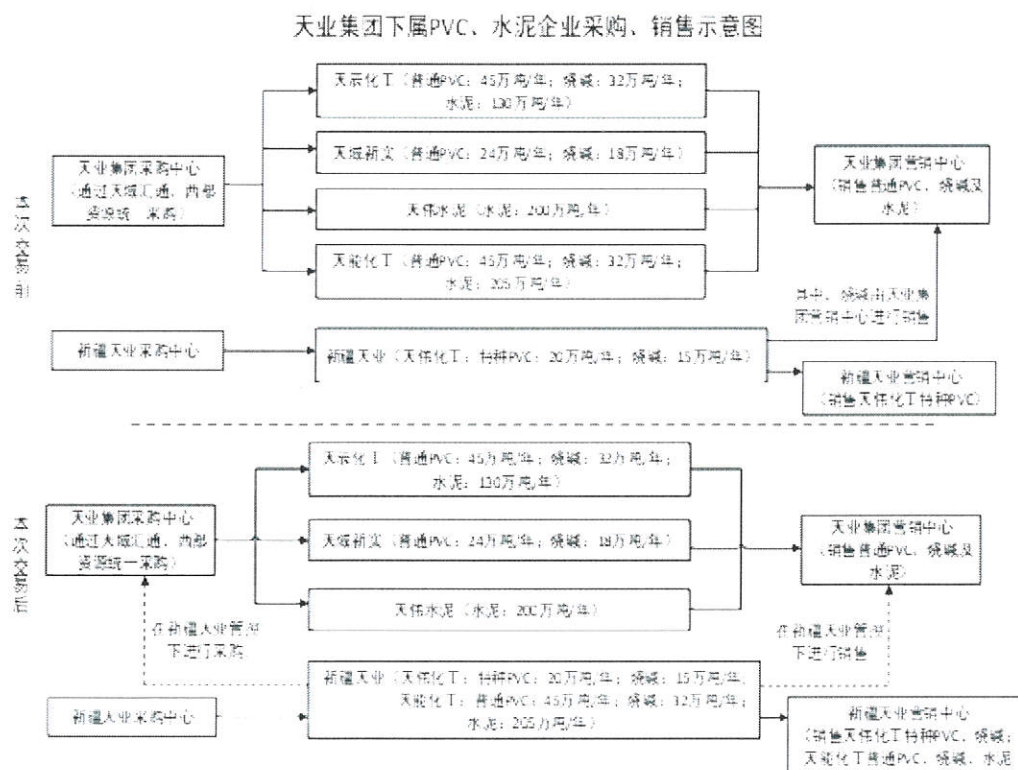 天业集团下属PVC、水泥企业采购、销售示意图
本次交易前
天业集团采购中心
（通过天域汇通、西部
资源统一采购）
天辰化工（普通PVC：45万吨/年；烧碱：32万吨/年；
水泥：130万吨/年）
天域新实（普通PVC：24万吨/年；烧碱：18万吨/年）
天伟水泥（水泥：200万吨/年）
天能化工（普通PVC：45万吨/年；烧碱：32万吨/年；
水泥：205万吨/年）
天业集团营销中心
（销售普通PVC、烧碱及
水泥）
其中，烧碱由天业集
团营销中心进行销售
新疆天业采购中心
新疆天业（天伟化工：特种PVC：20万吨/年；烧碱：15万吨/年）
新疆天业营销中心
（销售天伟化工特种PVC）
本次交易后
天业集团采购中心
（通过天域汇通、西部
资源统一采购）
天辰化工（普通PVC：45万吨/年；烧碱：32万吨/年；
水泥：130万吨/年）
天域新实（普通PVC：24万吨/年；烧碱：18万吨/年）
天伟水泥（水泥：200万吨/年）
天业集团营销中心
（销售普通PVC、烧碱及
水泥）
在新疆天业管控
下进行采购
在新疆天业管控
下进行销售
新疆天业采购中心
新疆天业（天伟化工：特种PVC：20万吨/年；烧碱：15万吨/年；
天能化工：普通PVC：45万吨/年；烧碱：32万吨/年；
水泥：205万吨/年）
新疆天业营销中心
（销售天伟化工特种PVC、烧碱；
天能化工普通PVC、烧碱、水泥